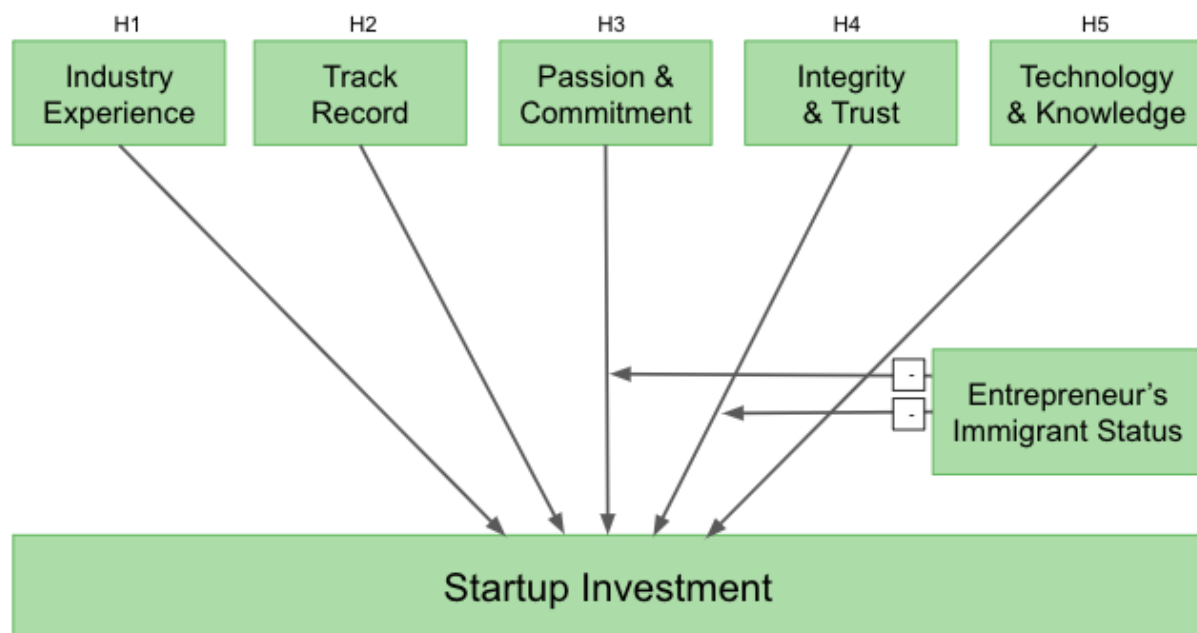 H1
H2
H3
H4
H5
Industry
Experience
Track
Record
Passion &
Commitment
Integrity
& Trust
Technology
& Knowledge
-
-
Entrepreneur's
Immigrant Status
Startup Investment